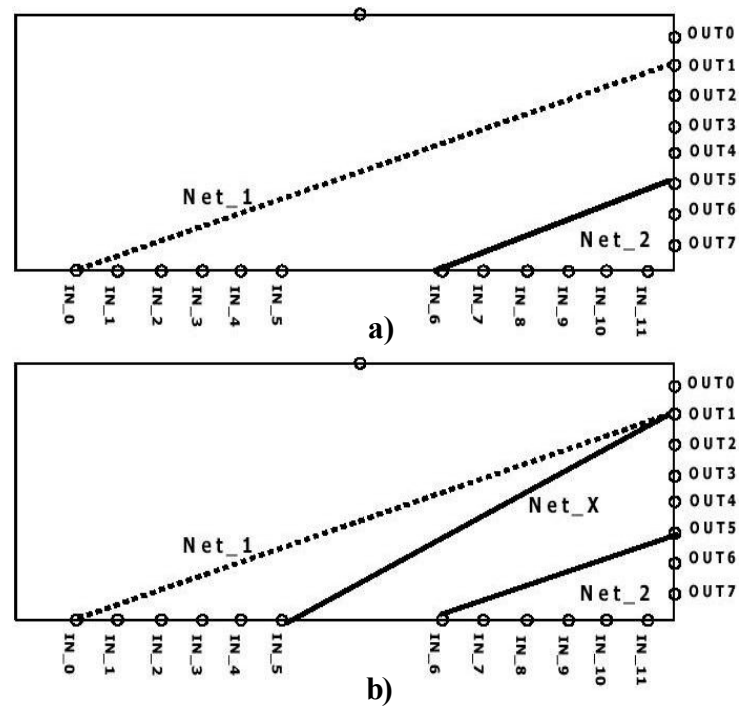 OUT0
OUT1
OUT2
OUT3
OUT4
OUT5
OUT6
OUT7
Net_1
Net_2
IN_0 IN_1 IN_2 IN_3 IN_4 IN_5 IN_6 IN_7 IN_8 IN_9 IN_10 IN_11
a)
OUT0
OUT1
OUT2
OUT3
OUT4
OUT5
OUT6
OUT7
Net_X
Net_1
Net_2
IN_0 IN_1 IN_2 IN_3 IN_4 IN_5 IN_6 IN_7 IN_8 IN_9 IN_10 IN_11
b)